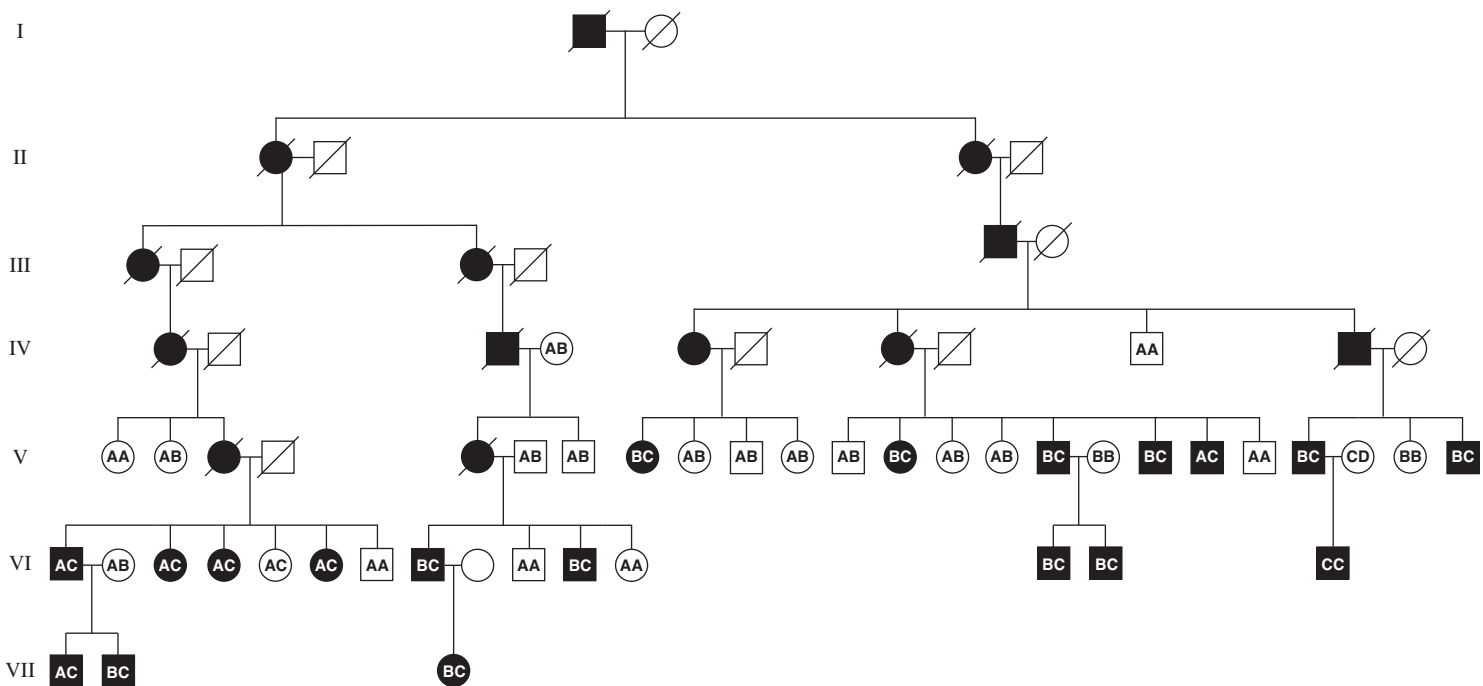 I
II
III
IV AB AA
V AA AB AB AB BC AB AB AB AB BC AB AB BC BB BC AC AA BC CD BB BC
VI AC AB AC AC AC AC AA BC AA BC AA BC BC CC
VII AC BC BC